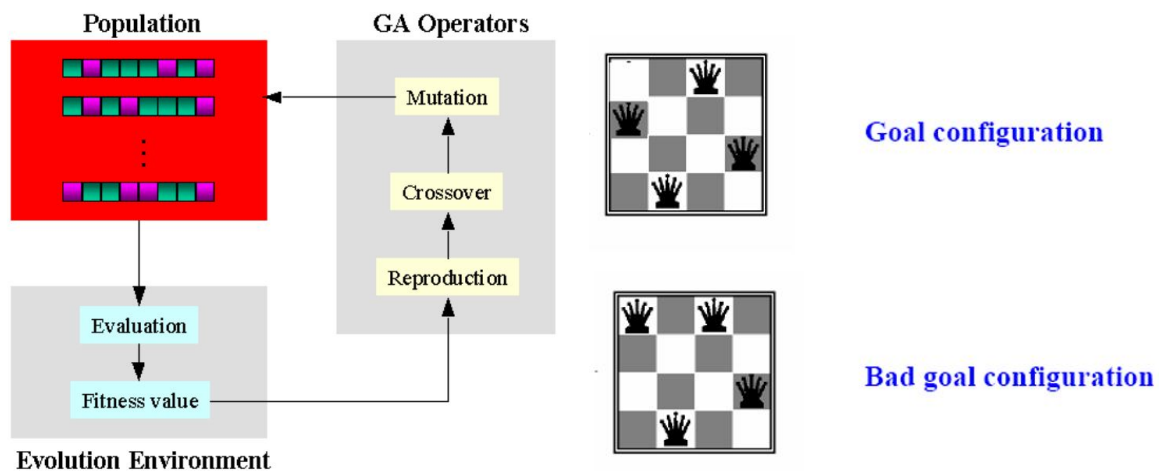 Population
GA Operators
Mutation
Crossover
Reproduction
Evaluation
Fitness value
Evolution Environment
Goal configuration
Bad goal configuration